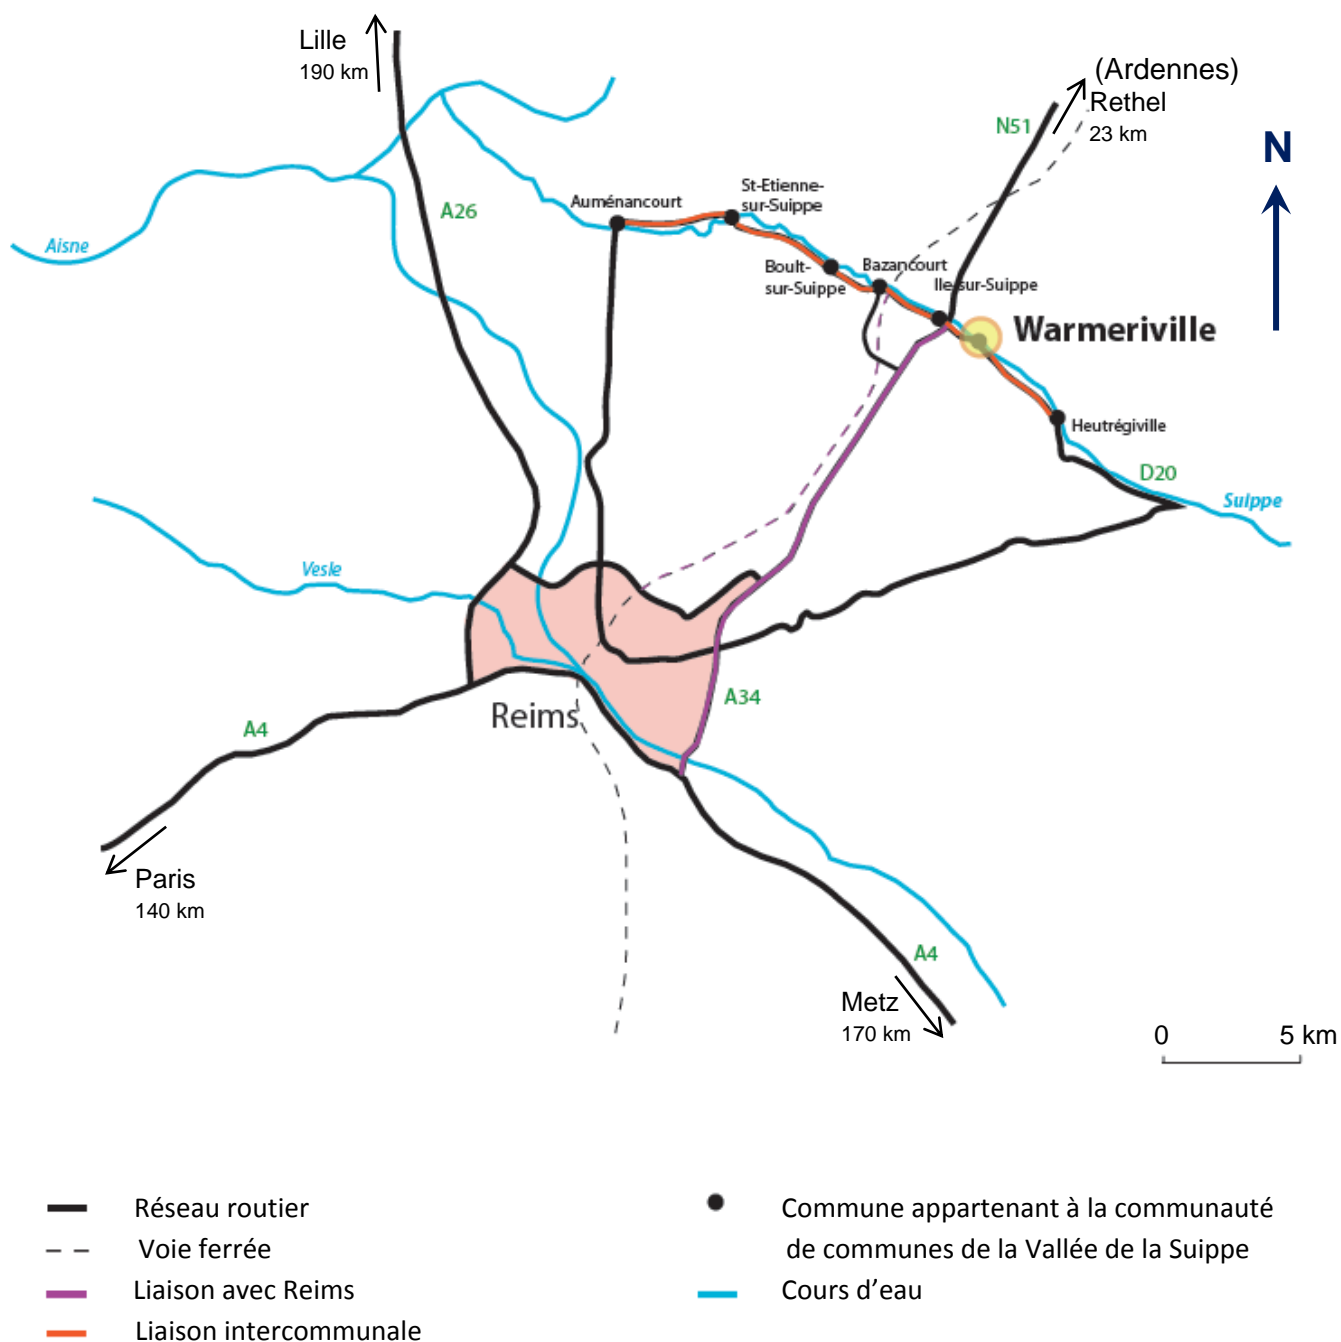 Lille
190 km
(Ardennes)
Rethel
23 km
N51
N
A26
Auménancourt
St-Etienne-
sur-Suippe
Aisne
Boult-
sur-Suippe
Bazancourt
Ile-sur-Suippe
Warmeriville
Heutrégiville
D20
Suippe
Vesle
A34
Reims
A4
Paris
140 km
A4
Metz
170 km
0
5 km
Réseau routier
Voie ferrée
Liaison avec Reims
Liaison intercommunale
Commune appartenant à la communauté
de communes de la Vallée de la Suippe
Cours d'eau